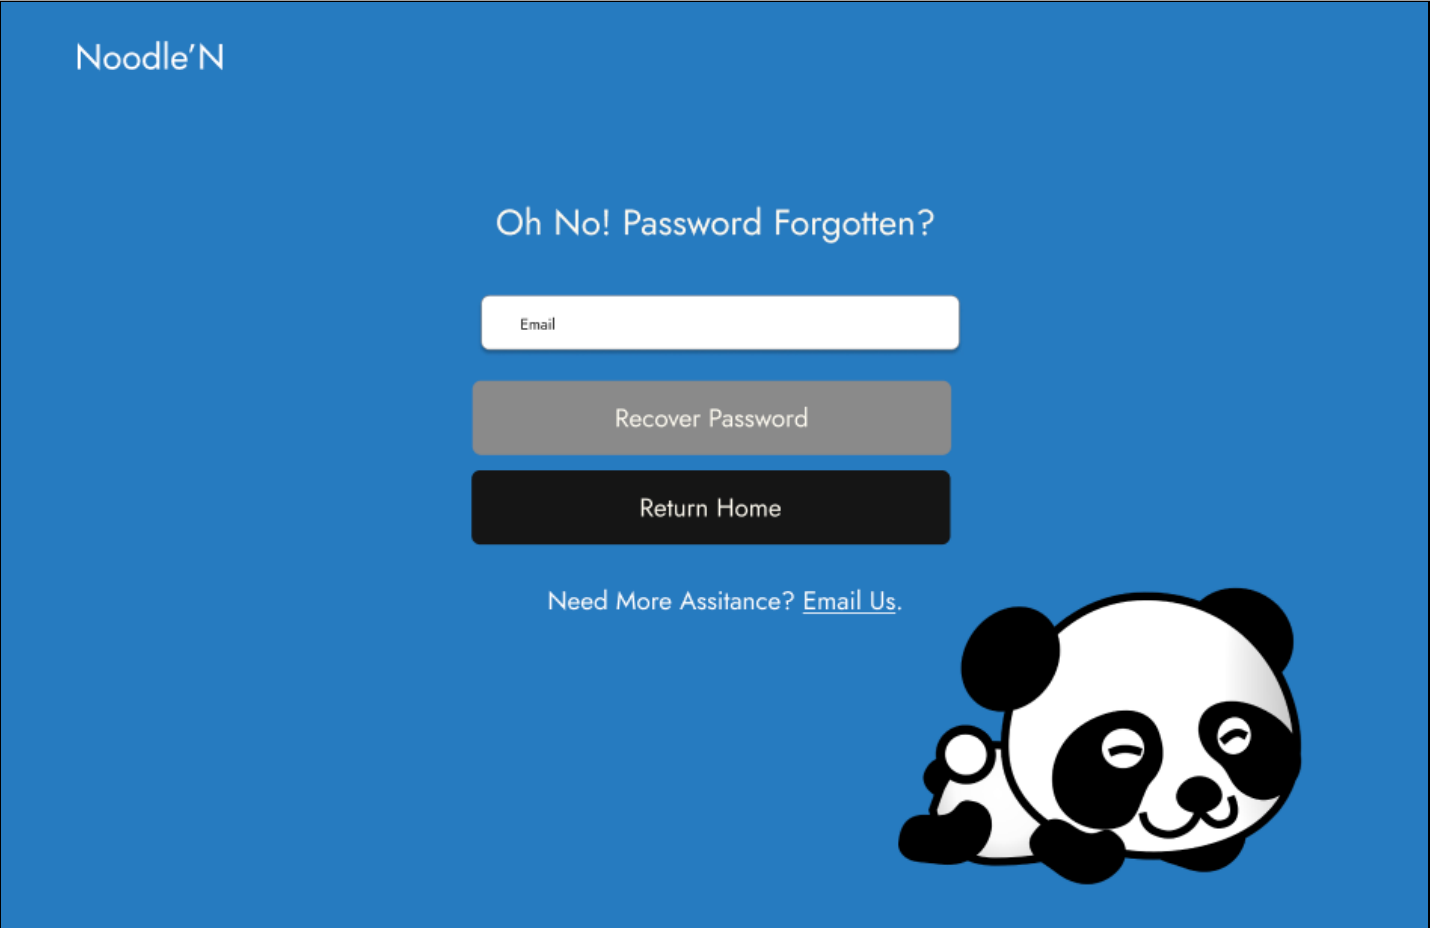 Noodle’N
Oh No! Password Forgotten?
Email
Recover Password
Return Home
Need More Assitance? Email Us.